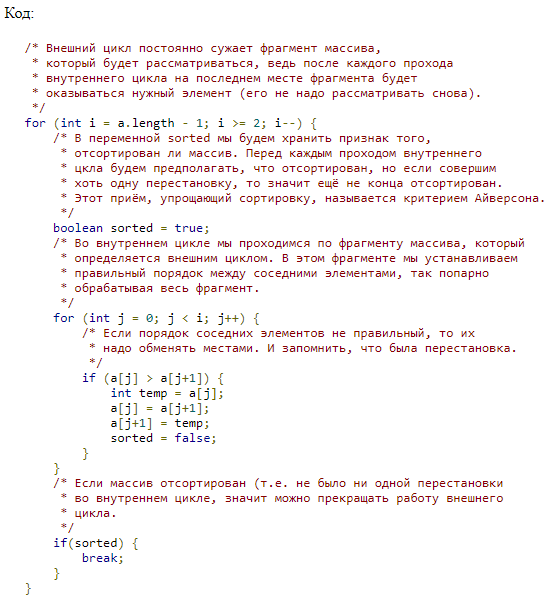 Код:
/* Внешний цикл постоянно сужает фрагмент массива,
 * который будет рассматриваться, ведь после каждого прохода
 * внутреннего цикла на последнем месте фрагмента будет
 * оказываться нужный элемент (его не надо рассматривать снова).
 */
for (int i = a.length - 1; i >= 2; i--) {
    /* В переменной sorted мы будем хранить признак того,
     * отсортирован ли массив. Перед каждым проходом внутреннего
     * цкла будем предполагать, что отсортирован, но если совершим
     * хоть одну перестановку, то значит ещё не конца отсортирован.
     * Этот приём, упрощающий сортировку, называется критерием Айверсона.
     */
    boolean sorted = true;
    /* Во внутреннем цикле мы проходимся по фрагменту массива, который
     * определяется внешним циклом. В этом фрагменте мы устанавливаем
     * правильный порядок между соседними элементами, так попарно
     * обрабатывая весь фрагмент.
     */
    for (int j = 0; j < i; j++) {
        /* Если порядок соседних элементов не правильный, то их
         * надо обменять местами. И запомнить, что была перестановка.
         */
        if (a[j] > a[j+1]) {
            int temp = a[j];
            a[j] = a[j+1];
            a[j+1] = temp;
            sorted = false;
        }
    }
    /* Если массив отсортирован (т.е. не было ни одной перестановки
     * во внутреннем цикле, значит можно прекращать работу внешнего
     * цикла.
     */
    if(sorted) {
        break;
    }
}